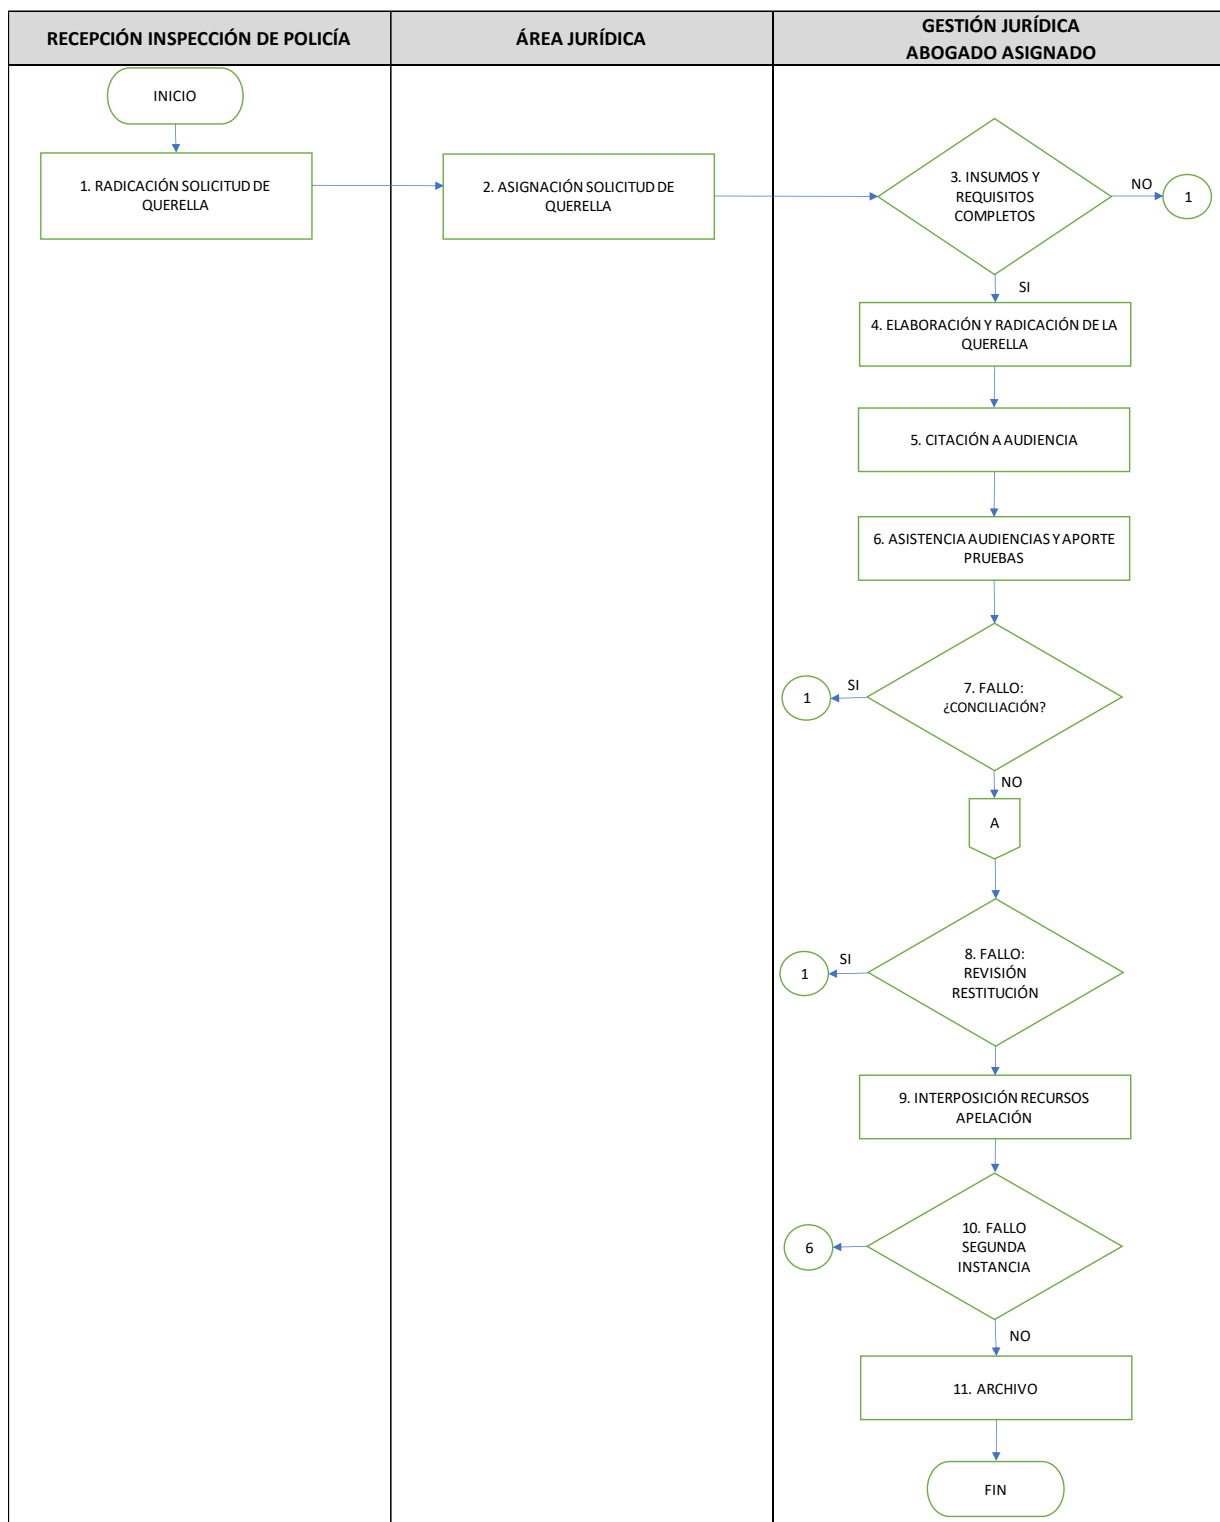 RECEPCIÓN INSPECCIÓN DE POLICÍA
ÁREA JURÍDICA
GESTIÓN JURÍDICA
ABOGADO ASIGNADO
INICIO
1. RADICACIÓN SOLICITUD DE
QUERELLA
2. ASIGNACIÓN SOLICITUD DE
QUERELLA
3. INSUMOS Y
REQUISITOS
COMPLETOS
NO
1
SI
4. ELABORACIÓN Y RADICACIÓN DE LA
QUERELLA
5. CITACIÓN A AUDIENCIA
6. ASISTENCIA AUDIENCIAS Y APORTE
PRUEBAS
7. FALLO:
¿CONCILIACIÓN?
SI
1
NO
A
8. FALLO:
REVISIÓN
RESTITUCIÓN
SI
1
9. INTERPOSICIÓN RECURSOS
APELACIÓN
10. FALLO
SEGUNDA
INSTANCIA
6
NO
11. ARCHIVO
FIN